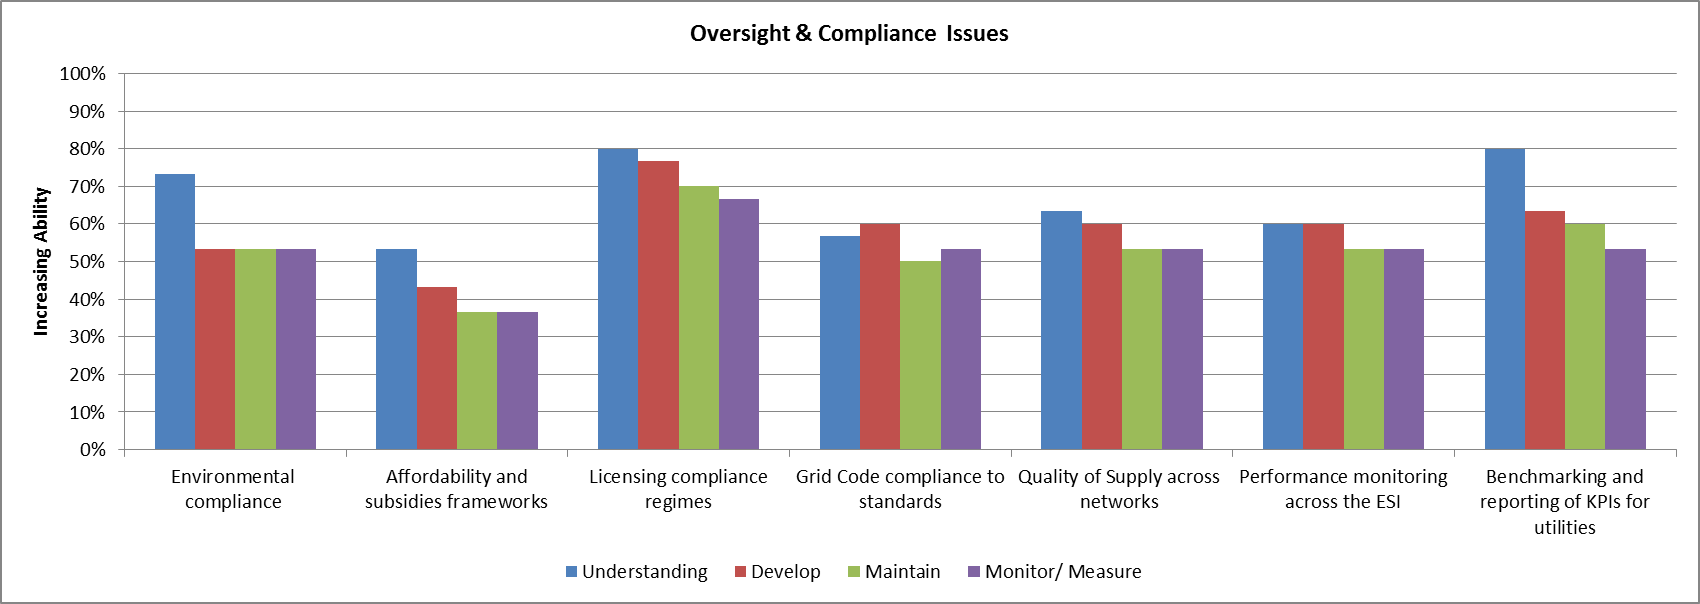 Oversight & Compliance Issues
100%
90%
80%
70%
60%
50%
40%
30%
20%
10%
0%
Increasing Ability
Environmental
compliance
Affordability and
subsidies frameworks
Licensing compliance
regimes
Grid Code compliance to
standards
Quality of Supply across
networks
Performance monitoring
across the ESI
Benchmarking and
reporting of KPIs for
utilities
Understanding
Develop
Maintain
Monitor/ Measure